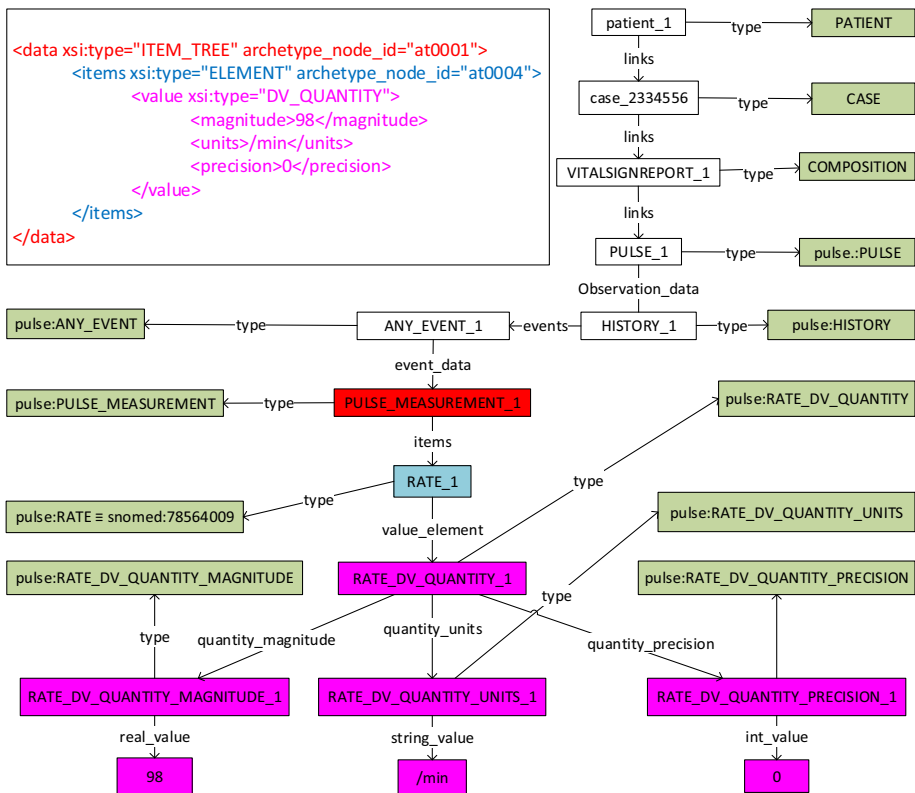 <data xsi:type="ITEM_TREE" archetype_node_id="at0001">
<items xsi:type="ELEMENT" archetype_node_id="at0004">
<value xsi:type="DV_QUANTITY">
<magnitude>98</magnitude>
<units>/min</units>
<precision>0</precision>
</value>
</items>
</data>
patient_1
type
PATIENT
links
case_2334556
type
CASE
links
VITALSIGNREPORT_1
type
COMPOSITION
links
PULSE_1
type
pulse.:PULSE
Observation_data
pulse:ANY_EVENT
type
ANY_EVENT_1
events
HISTORY_1
type
pulse:HISTORY
event_data
pulse:PULSE_MEASUREMENT
type
PULSE_MEASUREMENT_1
pulse:RATE_DV_QUANTITY
items
RATE_1
type
type
pulse:RATE ≡ snomed:78564009
value_element
pulse:RATE_DV_QUANTITY_UNITS
pulse:RATE_DV_QUANTITY_MAGNITUDE
RATE_DV_QUANTITY_1
type
pulse:RATE_DV_QUANTITY_PRECISION
type
quantity_magnitude
quantity_units
quantity_precision
RATE_DV_QUANTITY_MAGNITUDE_1
RATE_DV_QUANTITY_UNITS_1
RATE_DV_QUANTITY_PRECISION_1
real_value
string_value
int_value
98
/min
0